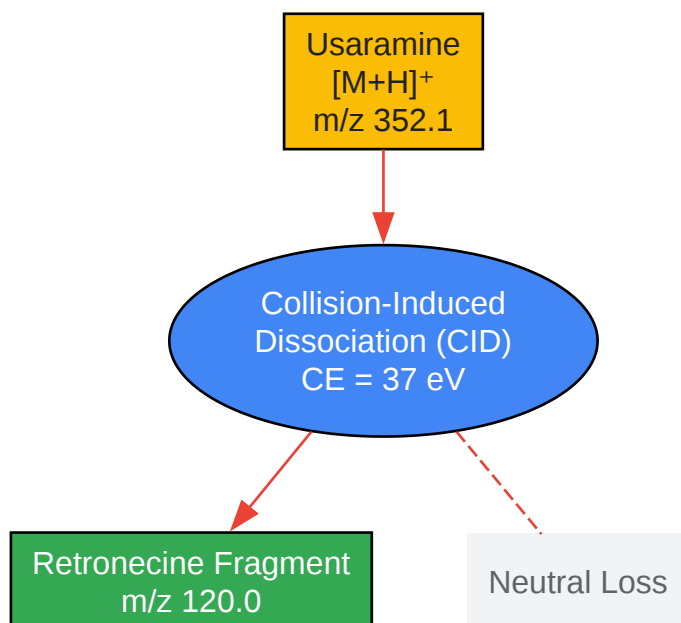 Usaramine
[M+H]⁺
m/z 352.1
Collision-Induced
Dissociation (CID)
CE = 37 eV
Retronecine Fragment
m/z 120.0
Neutral Loss